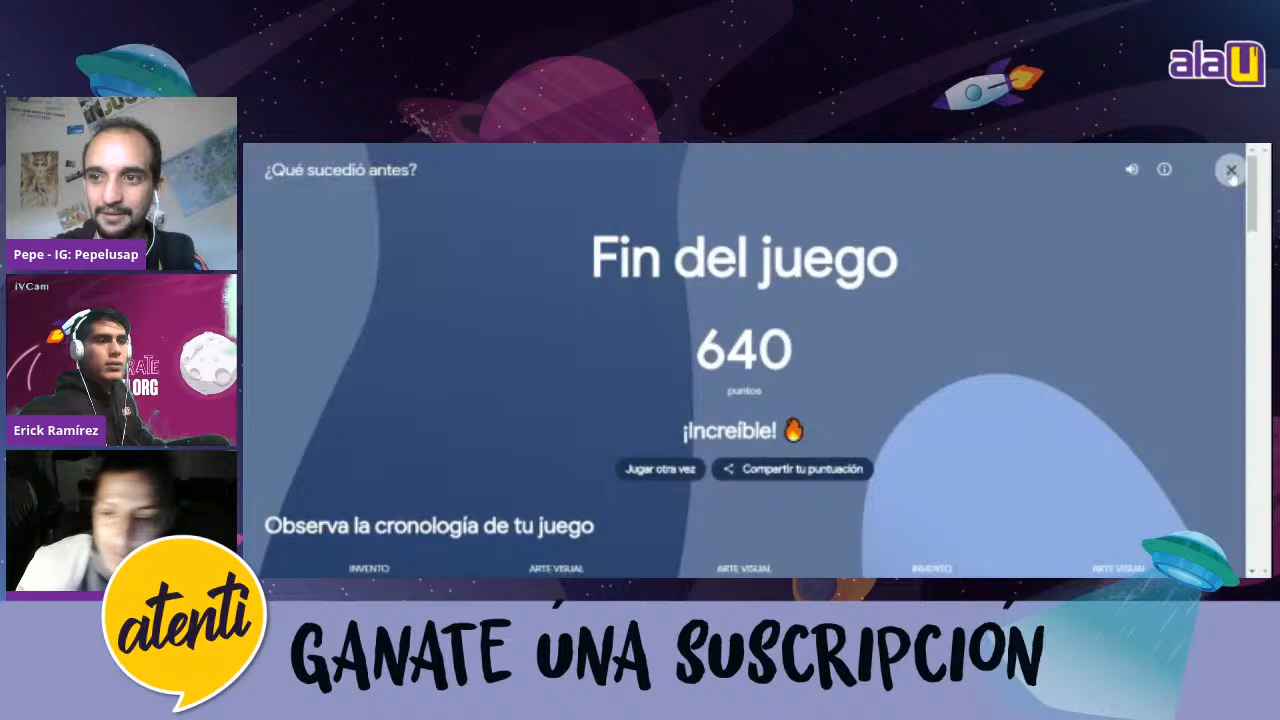 alaU
¿Qué sucedió antes?
Fin del juego
640
puntos
¡Increíble! 🔥
Jugar otra vez
Compartir tu puntuación
Observa la cronología de tu juego
INVENTO
ARTE VISUAL
ARTE VISUAL
INVENTO
ARTE VISUAL
Pepe - IG: Pepelusap
iVCam
ORG
Erick Ramírez
atenti
GANATE UNA SUSCRIPCIÓN